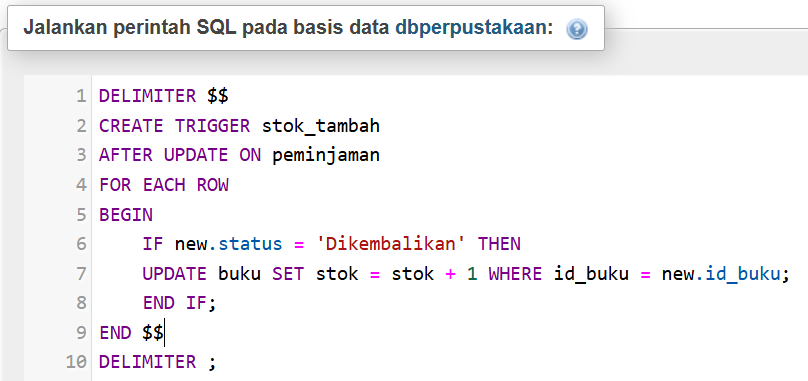 Jalankan perintah SQL pada basis data dbperpustakaan:
1 DELIMITER $$
2 CREATE TRIGGER stok_tambah
3 AFTER UPDATE ON peminjaman
4 FOR EACH ROW
5 BEGIN
6     IF new.status = 'Dikembalikan' THEN
7     UPDATE buku SET stok = stok + 1 WHERE id_buku = new.id_buku;
8     END IF;
9 END $$
10 DELIMITER ;